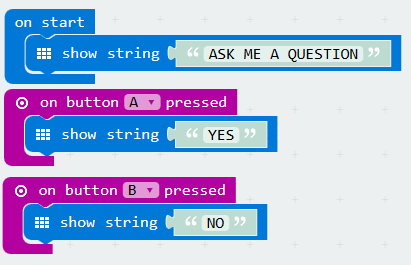 on start
show string “ ASK ME A QUESTION ”
on button A pressed
show string “ YES ”
on button B pressed
show string “ NO ”